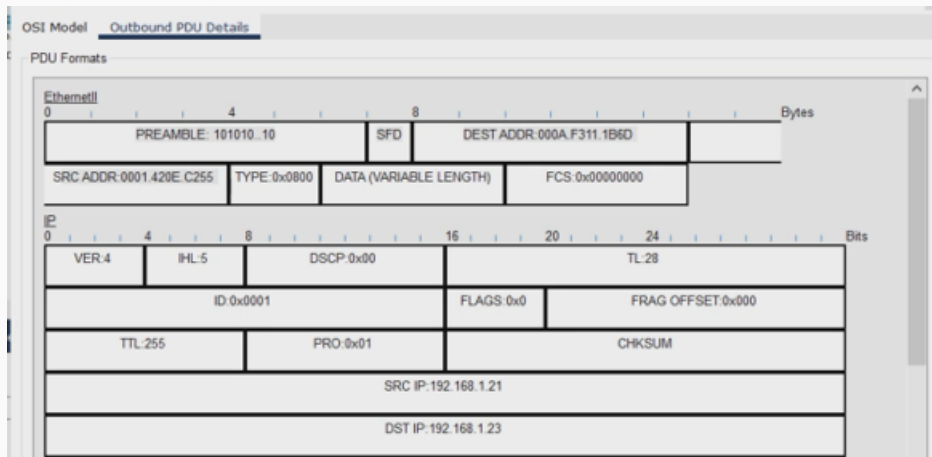 OSI Model Outbound PDU Details
PDU Formats
EthernetII
0 4 8 Bytes
PREAMBLE: 101010..10 SFD DEST ADDR:000A.F311.1B6D
SRC ADDR:0001.420E.C255 TYPE:0x0800 DATA (VARIABLE LENGTH) FCS:0x00000000
IP
0 4 8 16 20 24 Bits
VER:4 IHL:5 DSCP:0x00 TL:28
ID:0x0001 FLAGS:0x0 FRAG OFFSET:0x000
TTL:255 PRO:0x01 CHKSUM
SRC IP:192.168.1.21
DST IP:192.168.1.23